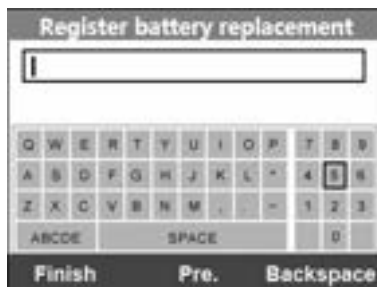 Register battery replacement
Q W E R T Y U I O P 7 8 9
A S D F G H J K L * 4 5 6
Z X C V B N M , . - 1 2 3
ABCDE SPACE 0
Finish Pre. Backspace